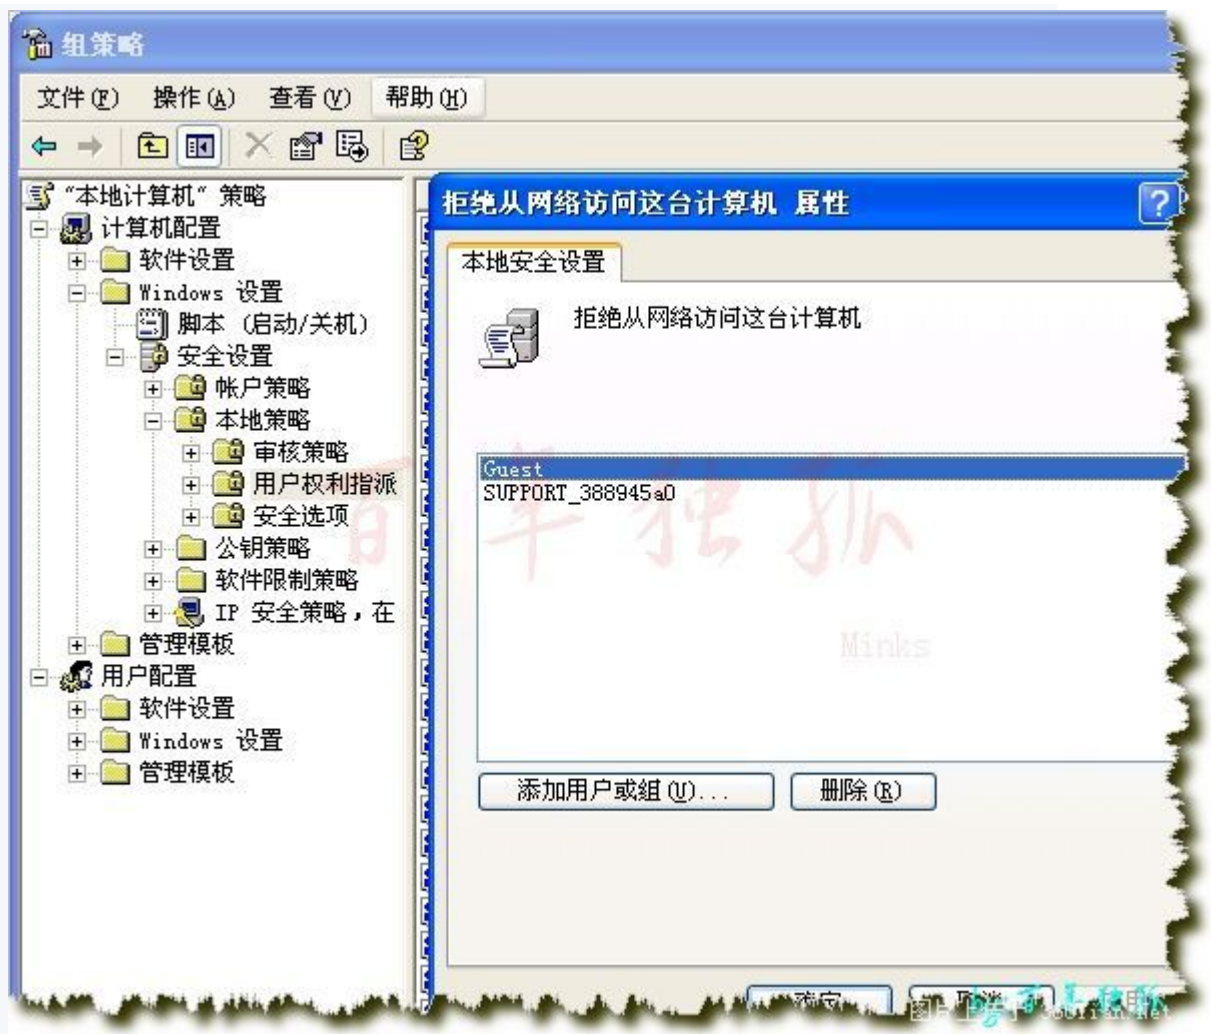 组策略
文件(F) 操作(A) 查看(V) 帮助(H)
“本地计算机” 策略
计算机配置
软件设置
Windows 设置
脚本 (启动/关机)
安全设置
帐户策略
本地策略
审核策略
用户权利指派
安全选项
公钥策略
软件限制策略
IP 安全策略,在
管理模板
用户配置
软件设置
Windows 设置
管理模板
拒绝从网络访问这台计算机 属性
?
本地安全设置
拒绝从网络访问这台计算机
Guest
SUPPORT_388945a0
百年独孤
Minks
添加用户或组(U)...
删除(R)